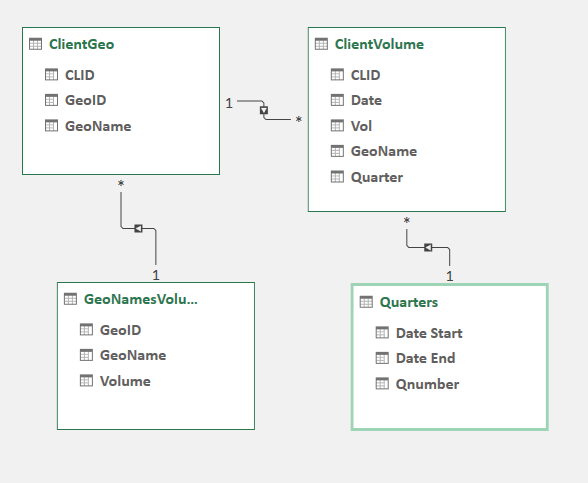 ClientGeo
CLID
GeoID
GeoName
ClientVolume
CLID
Date
Vol
GeoName
Quarter
1
*
*
1
*
1
GeoNamesVolu...
GeoID
GeoName
Volume
Quarters
Date Start
Date End
Qnumber